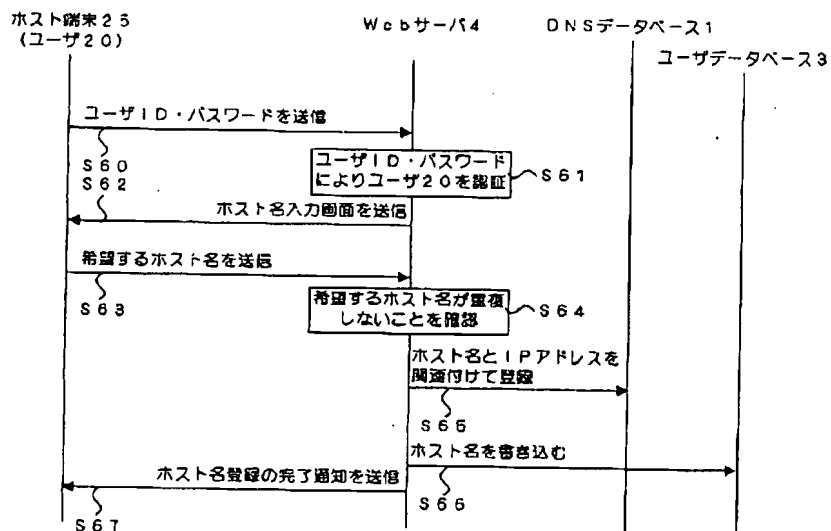 ホスト端末25
(ユーザ20)
Webサーバ4
DNSデータベース1
ユーザデータベース3
ユーザID・パスワードを送信
S60
ユーザID・パスワード
によりユーザ20を認証
S61
S62
ホスト名入力画面を送信
希望するホスト名を送信
S63
希望するホスト名が重複
しないことを確認
S64
ホスト名とIPアドレスを
関連付けて登録
S65
ホスト名を書き込む
S66
ホスト名登録の完了通知を送信
S67